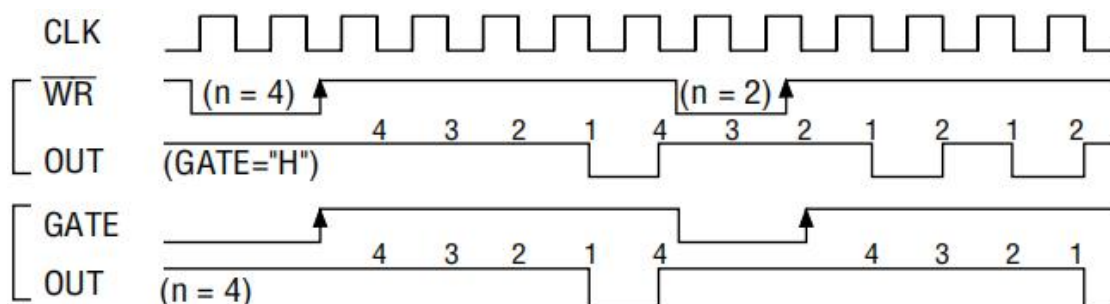 CLK
WR (n = 4) (n = 2)
4 3 2 1 4 3 2 1 2 1 2
OUT (GATE="H")
GATE
4 3 2 1 4 4 3 2 1
OUT (n = 4)